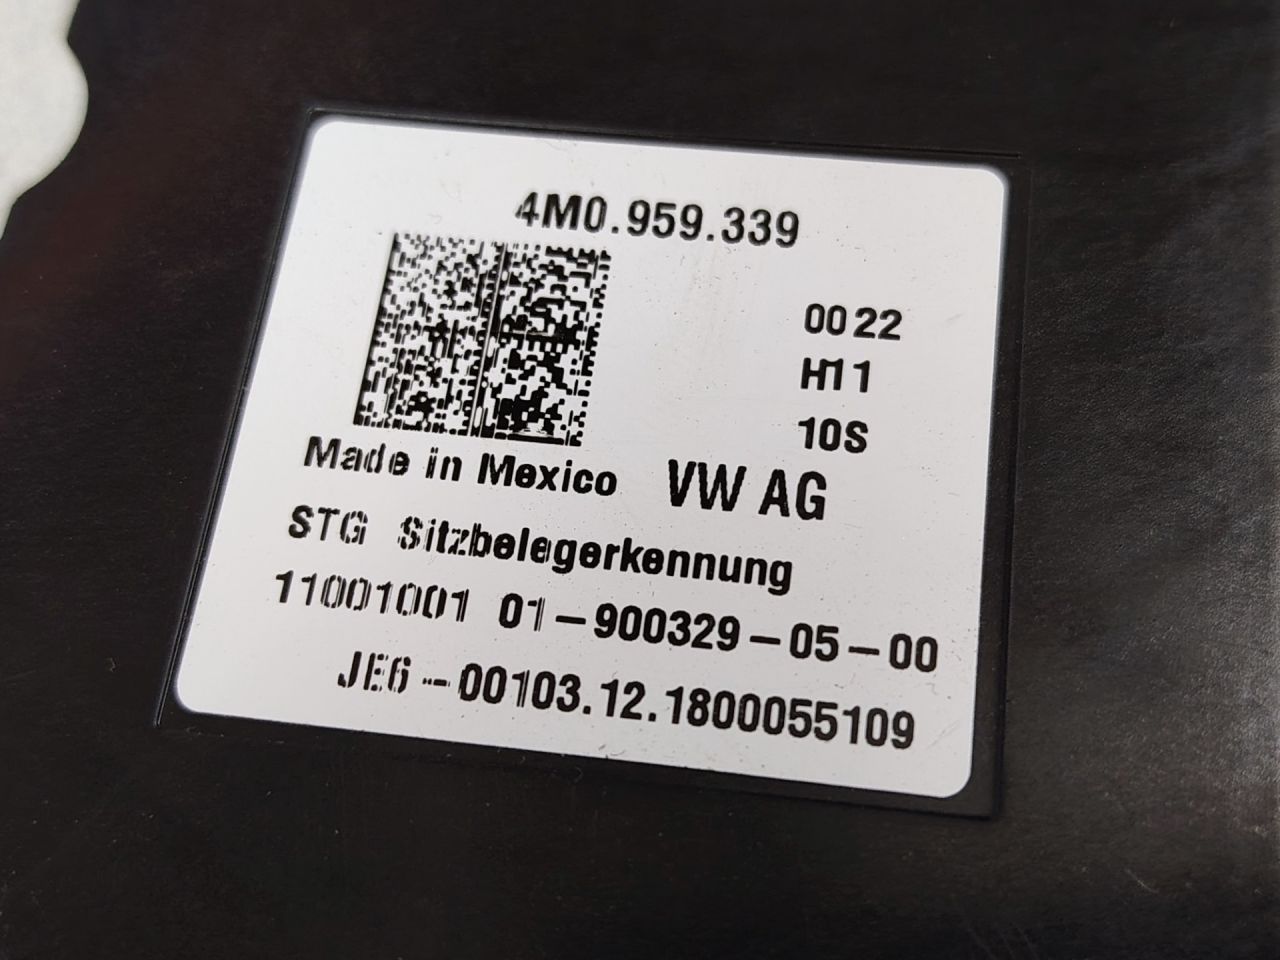 4M0.959.339
0022
H11
10S
Made in Mexico VW AG
STG Sitzbelegerkennung
11001001 01-900329-05-00
JE6-00103.12.1800055109